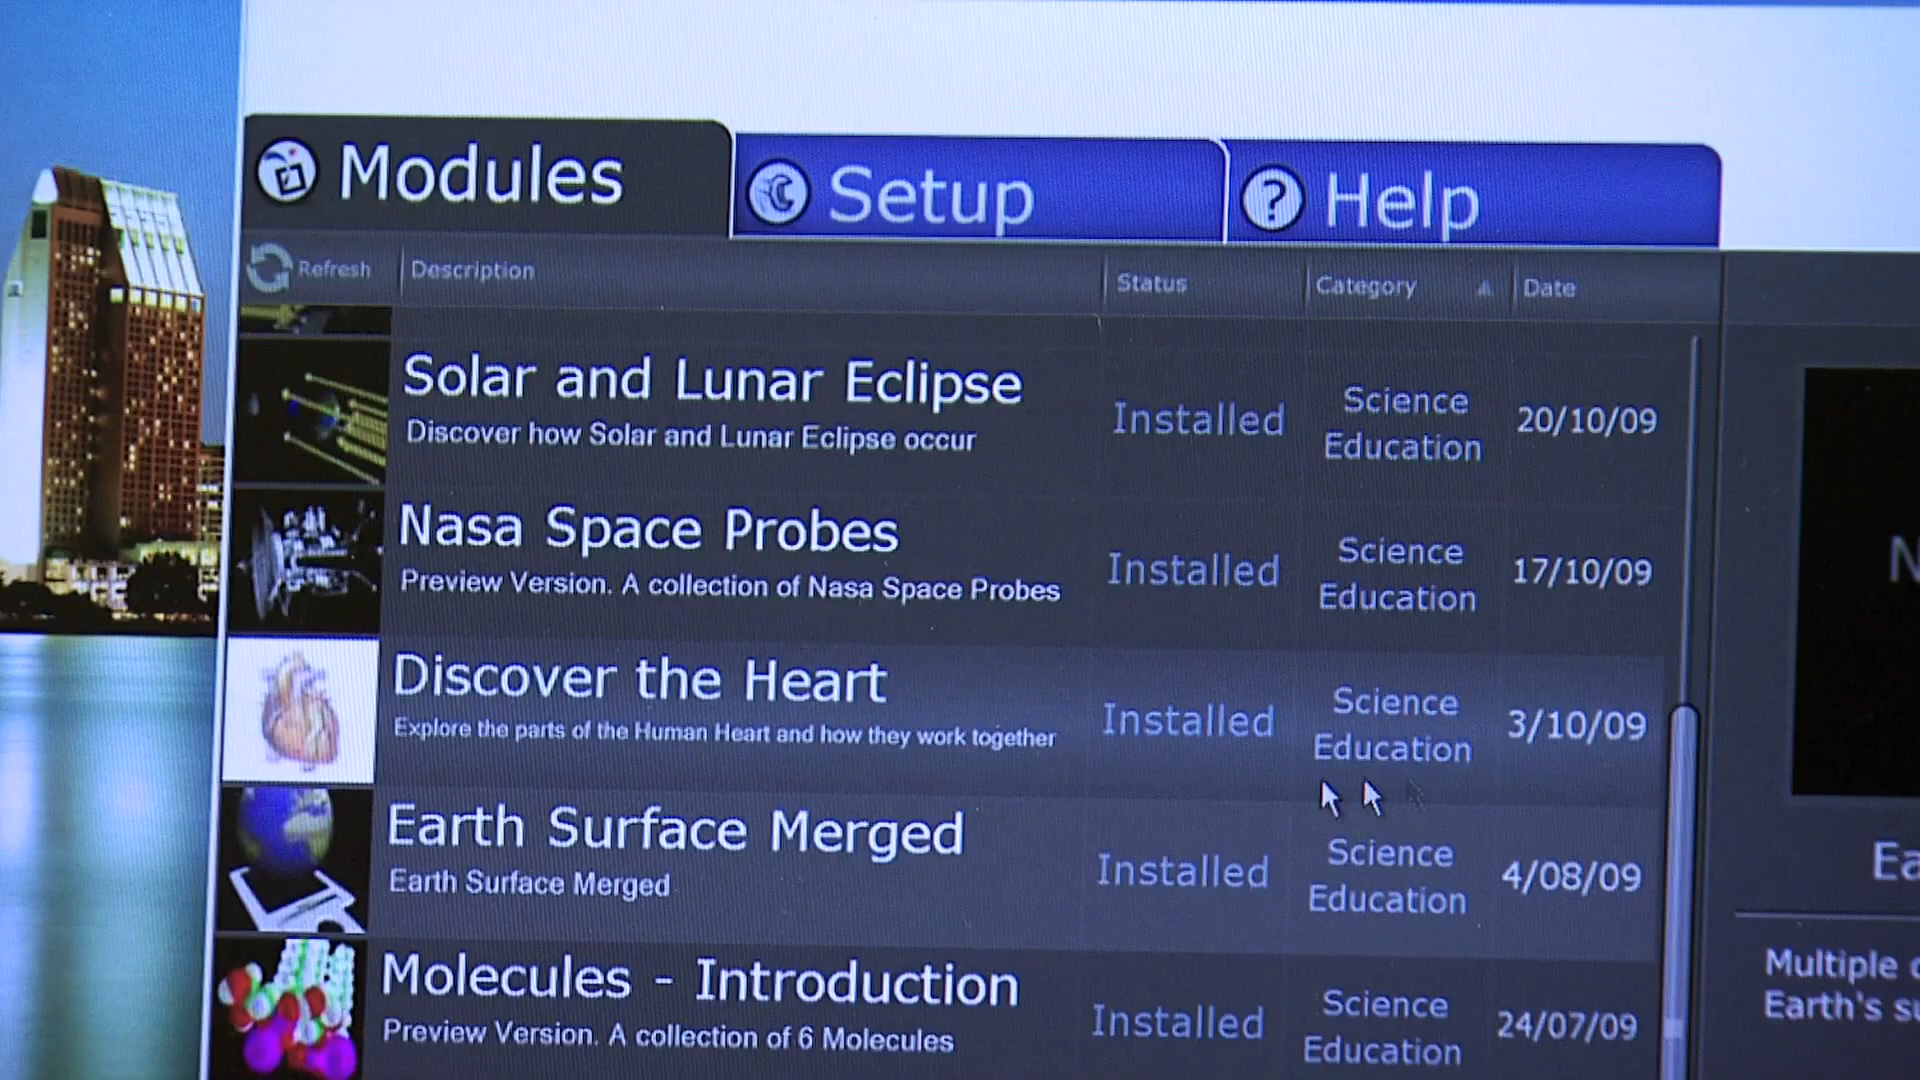 Modules
Setup
Help
Refresh
Description
Status
Category
Date
Solar and Lunar Eclipse
Discover how Solar and Lunar Eclipse occur
Installed
Science
Education
20/10/09
Nasa Space Probes
Preview Version. A collection of Nasa Space Probes
Installed
Science
Education
17/10/09
Discover the Heart
Explore the parts of the Human Heart and how they work together
Installed
Science
Education
3/10/09
Earth Surface Merged
Earth Surface Merged
Installed
Science
Education
4/08/09
Molecules - Introduction
Preview Version. A collection of 6 Molecules
Installed
Science
Education
24/07/09
Multiple
Earth's